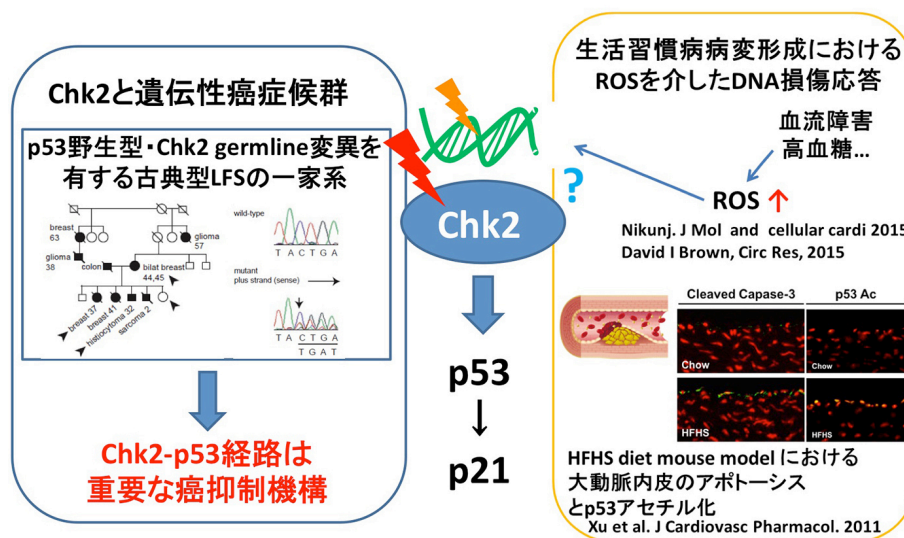 Chk2と遺伝性癌症候群
p53野生型・Chk2 germline変異を
有する古典型LFSの一家系
breast
63
glioma
57
glioma
38
colon
bilat breast
44,45
breast 37
breast 41
histiocytoma 32
sarcoma 2
wild-type
T A C T G A
mutant
plus strand (sense)
T A C T G A
T G A T
Chk2-p53経路は
重要な癌抑制機構
Chk2
?
p53
p21
生活習慣病病変形成における
ROSを介したDNA損傷応答
血流障害
高血糖...
ROS
Nikunj. J Mol and cellular cardi 2015
David I Brown, Circ Res, 2015
Cleaved Capase-3
p53 Ac
Chow
Chow
HFHS
HFHS
HFHS diet mouse model における
大動脈内皮のアポトーシス
とp53アセチル化
Xu et al. J Cardiovasc Pharmacol. 2011